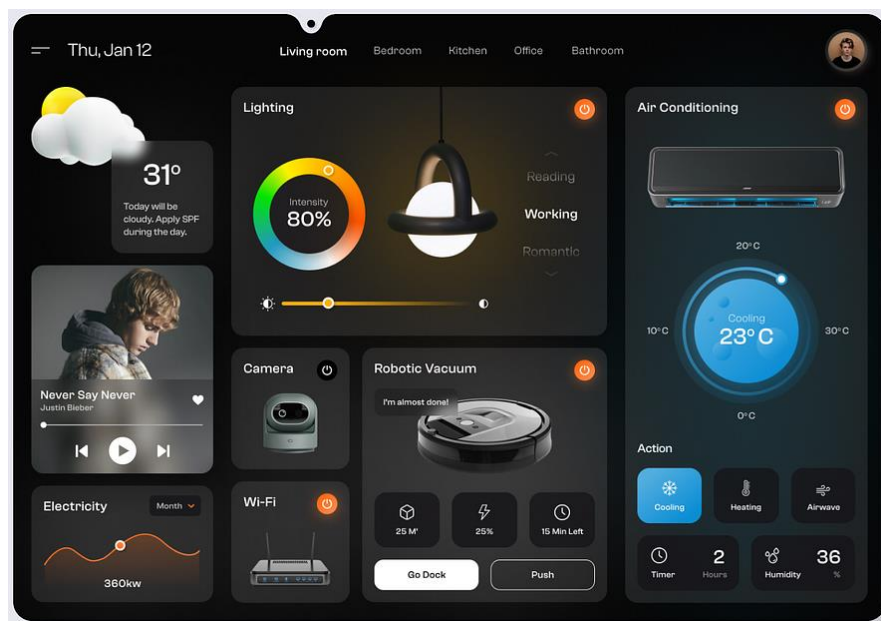 Thu, Jan 12
Living room
Bedroom
Kitchen
Office
Bathroom
31°
Today will be
cloudy. Apply SPF
during the day.
Lighting
Intensity
80%
Reading
Working
Romantic
Air Conditioning
20° C
10° C
Cooling
23° C
30° C
0° C
Action
Cooling
Heating
Airwave
2
Timer
Hours
36
Humidity
%
Never Say Never
Justin Bieber
Camera
Robotic Vacuum
I'm almost done!
25 M²
25%
15 Min Left
Go Dock
Push
Electricity
Month
360kw
Wi-Fi